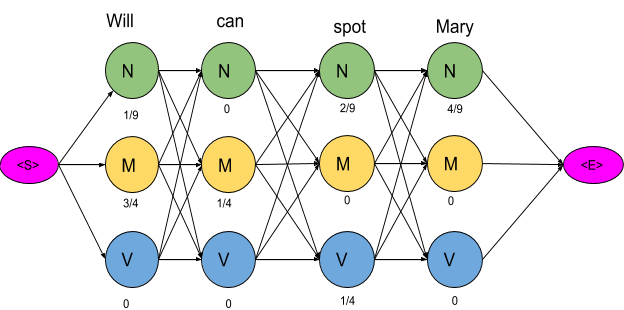 Will can spot Mary
N N N N
1/9 0 2/9 4/9
<S> M M M M <E>
3/4 1/4 0 0
V V V V
0 0 1/4 0